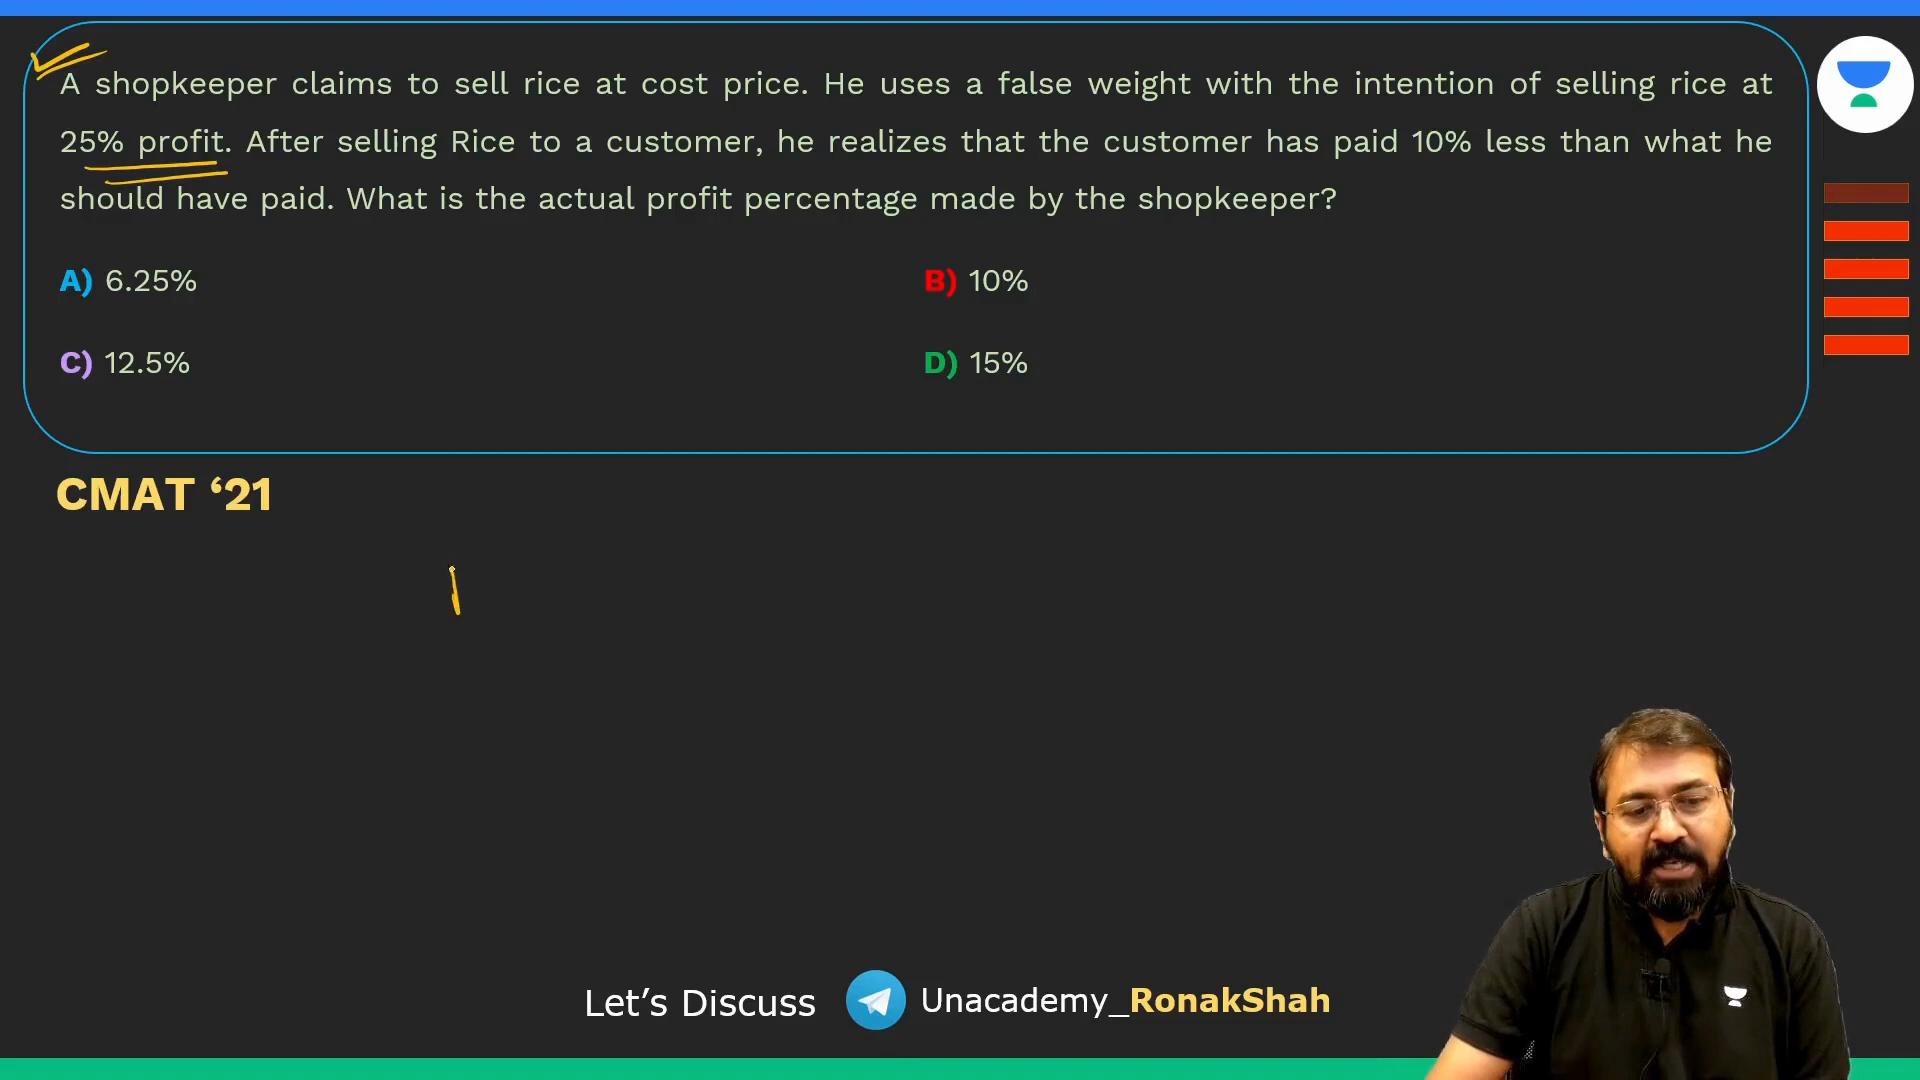 A shopkeeper claims to sell rice at cost price. He uses a false weight with the intention of selling rice at
25% profit. After selling Rice to a customer, he realizes that the customer has paid 10% less than what he
should have paid. What is the actual profit percentage made by the shopkeeper?
A) 6.25%
B) 10%
C) 12.5%
D) 15%
CMAT ‘21
Let’s Discuss
Unacademy_RonakShah